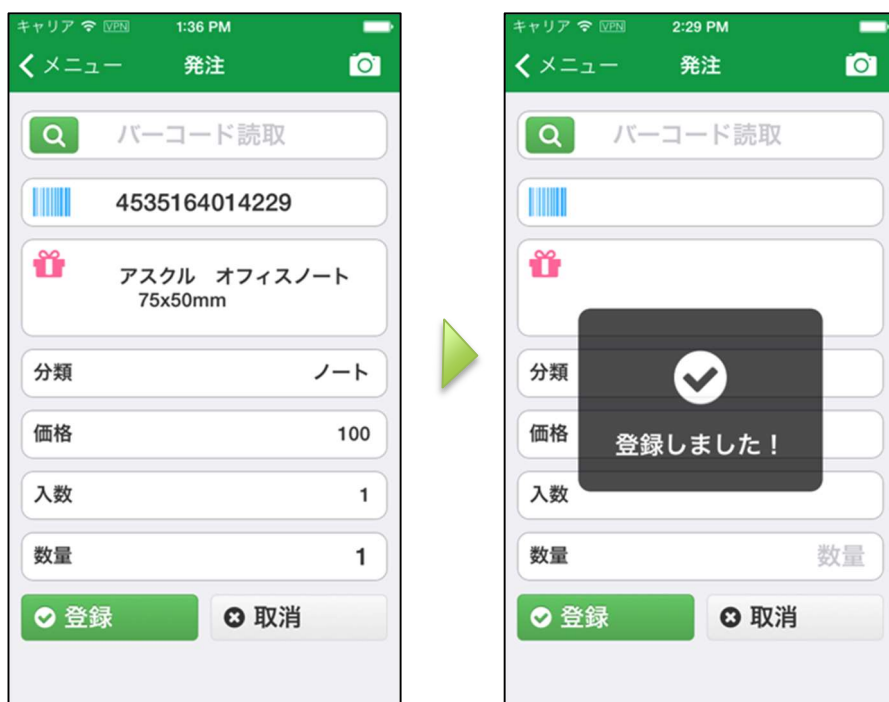 キャリア VPN 1:36 PM
メニュー 発注
バーコード読取
4535164014229
アスクル　オフィスノート
75x50mm
分類 ノート
価格 100
入数 1
数量 1
登録 取消
キャリア VPN 2:29 PM
メニュー 発注
バーコード読取
分類
価格
登録しました！
入数
数量 数量
登録 取消